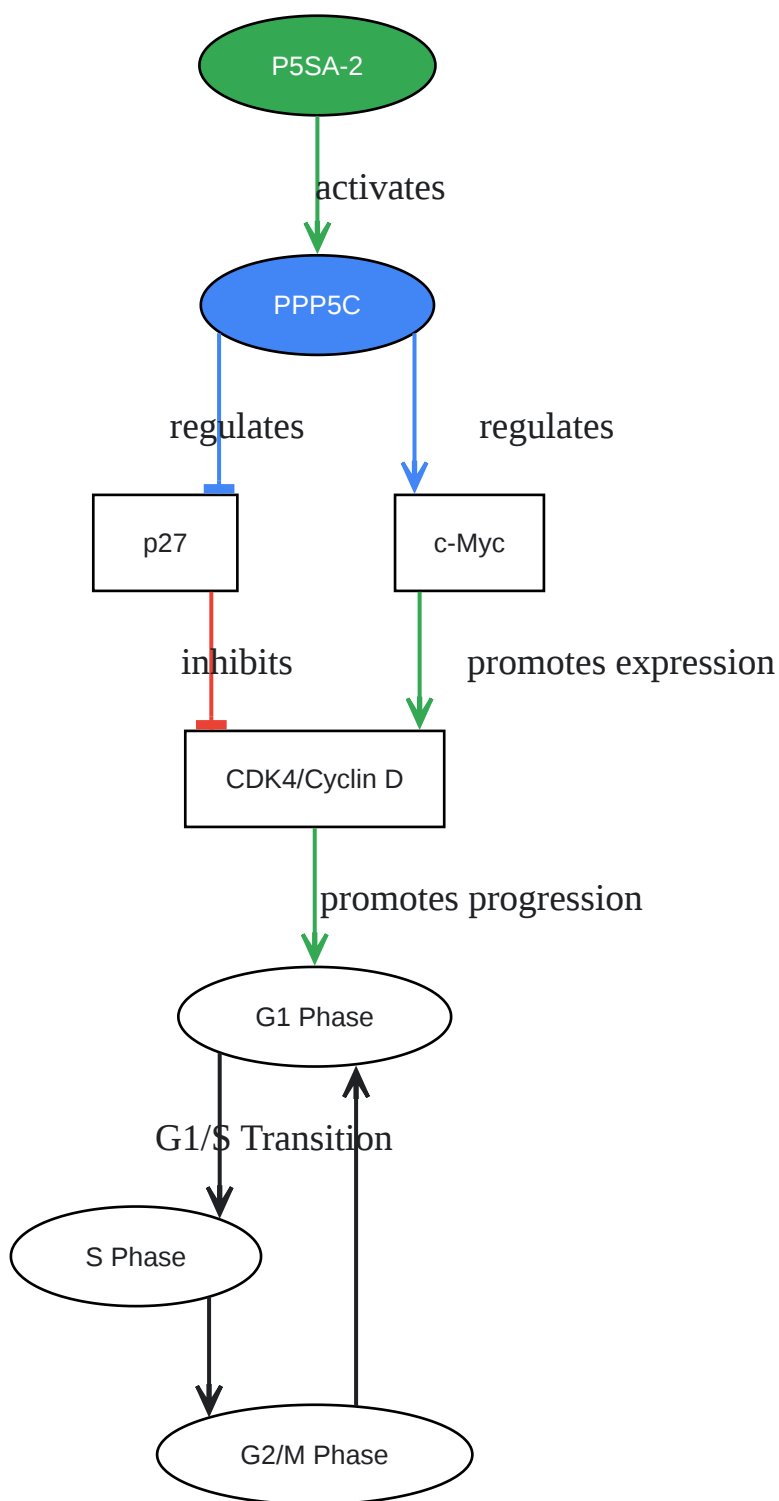 P5SA-2
activates
PPP5C
regulates
regulates
p27
c-Myc
inhibits
promotes expression
CDK4/Cyclin D
promotes progression
G1 Phase
G1/S Transition
S Phase
G2/M Phase